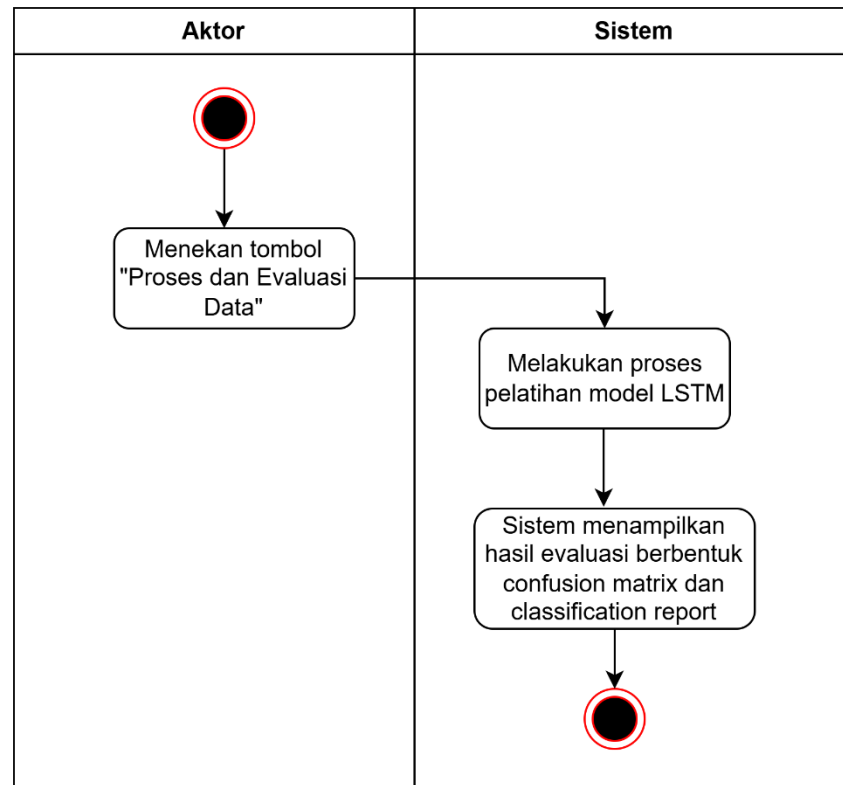 Aktor
Sistem
Menekan tombol
"Proses dan Evaluasi
Data"
Melakukan proses
pelatihan model LSTM
Sistem menampilkan
hasil evaluasi berbentuk
confusion matrix dan
classification report